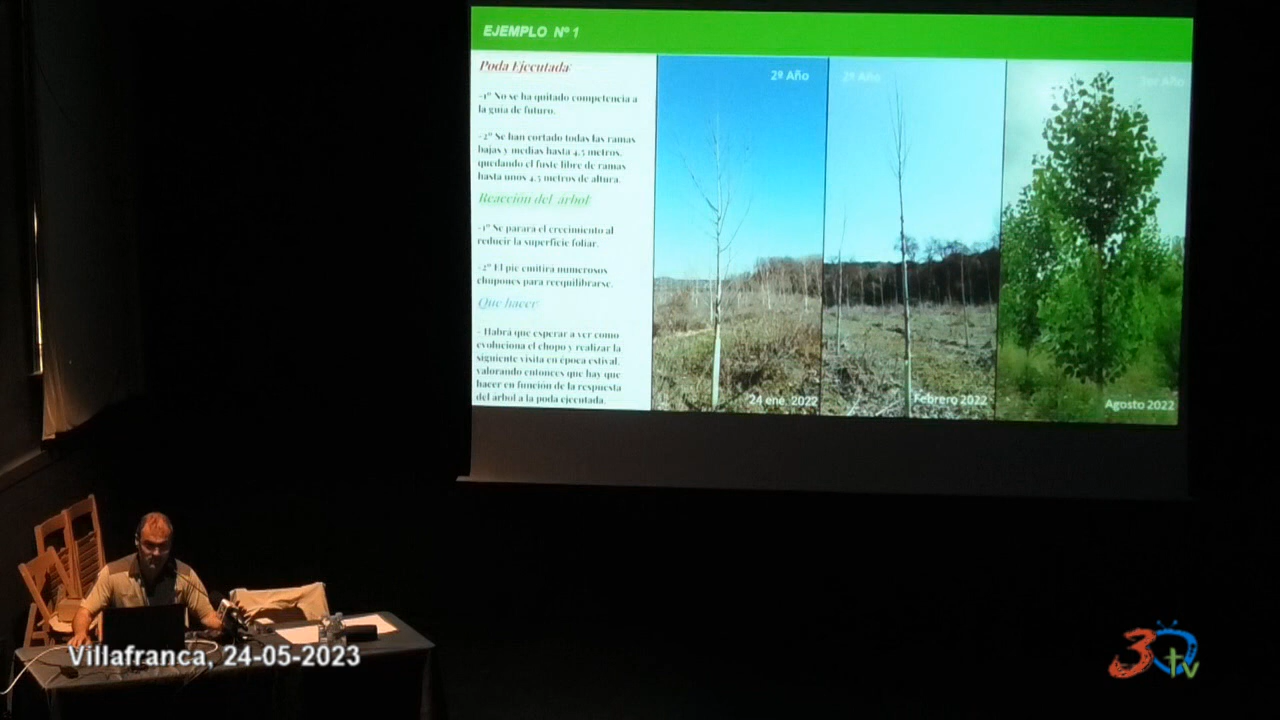 EJEMPLO Nº 1
Poda Ejecutada:
-1º No se ha quitado competencia a
la guia de futuro.
-2º Se han cortado todas las ramas
bajas y medias hasta 4,5 metros,
quedando el fuste libre de ramas
hasta unos 4,5 metros de altura.
Reacción del árbol:
-1º Se parara el crecimiento al
reducir la superficie foliar.
-2º El pie emitira numerosos
chupones para reequilibrarse.
Que hacer:
- Habrá que esperar a ver como
evoluciona el chopo y realizar la
siguiente visita en época estival,
valorando entonces que hay que
hacer en función de la respuesta
del árbol a la poda ejecutada.
2º Año
24 ene. 2022
2º Año
Febrero 2022
Año
Agosto 2022
Villafranca, 24-05-2023
3 tv